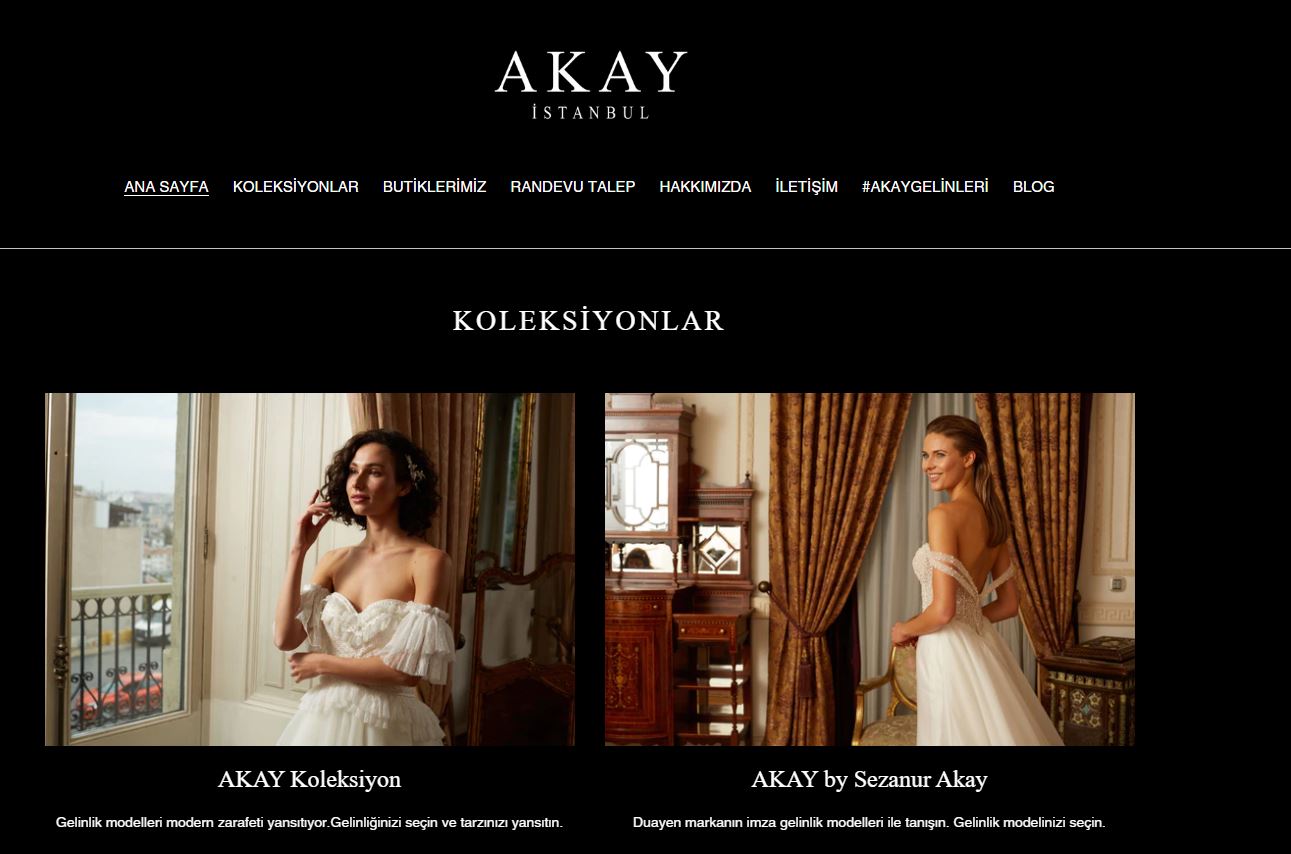 AKAY
İSTANBUL
ANA SAYFA KOLEKSİYONLAR BUTİKLERİMİZ RANDEVU TALEP HAKKIMIZDA İLETİŞİM #AKAYGELİNLERİ BLOG
KOLEKSİYONLAR
AKAY Koleksiyon
Gelinlik modelleri modern zarafeti yansıtıyor.Gelinliğinizi seçin ve tarzınızı yansıtın.
AKAY by Sezanur Akay
Duayen markanın imza gelinlik modelleri ile tanışın. Gelinlik modelinizi seçin.